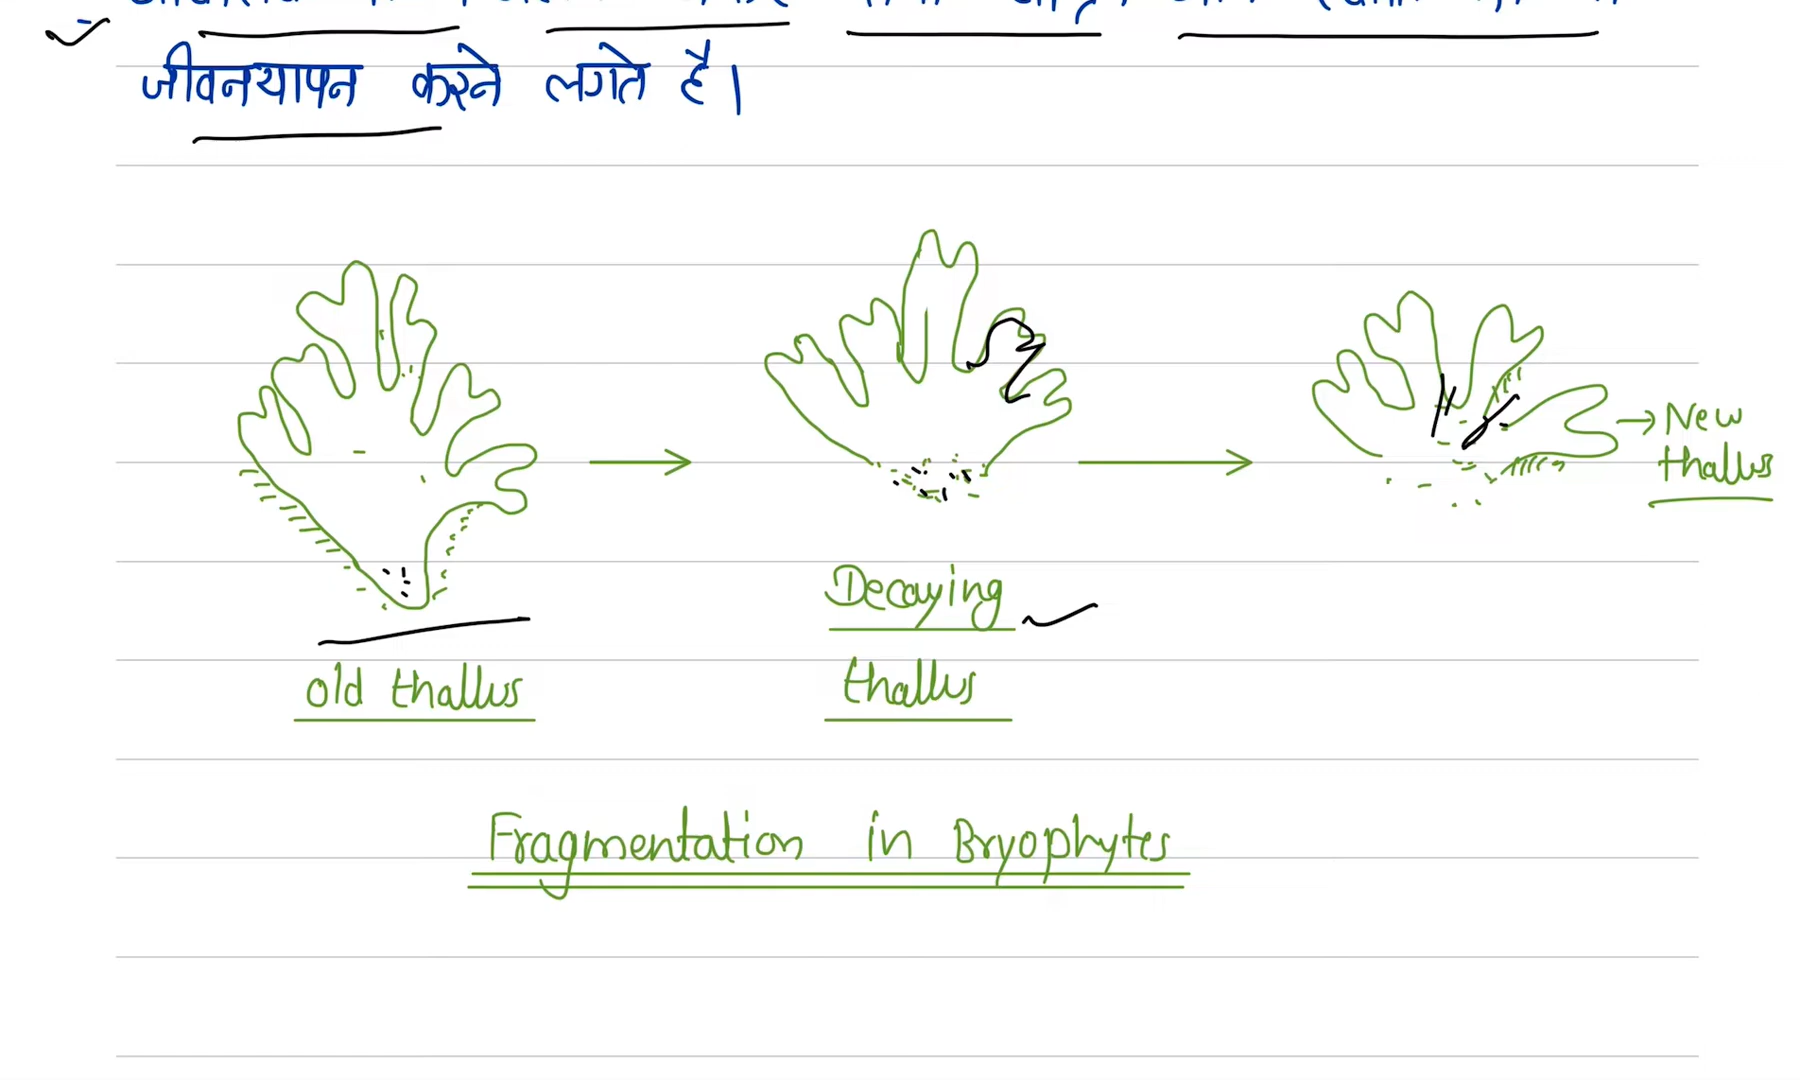 जीवनयापन करने लगते है।
New
thallus
Decaying
thallus
old thallus
Fragmentation in Bryophytes